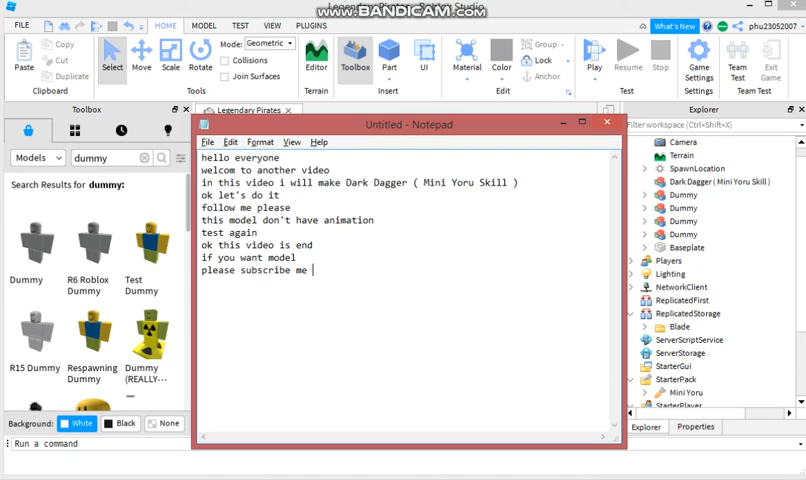 www.BANDICAM.com
FILE
HOME
MODEL
TEST
VIEW
PLUGINS
What's New
phu23052007
Paste
Copy
Cut
Duplicate
Clipboard
Select
Move
Scale
Rotate
Mode: Geometric
Collisions
Join Surfaces
Tools
Editor
Terrain
Toolbox
Part
UI
Insert
Material
Color
Group
Lock
Anchor
Edit
Play
Resume
Stop
Game Settings
Settings
Team Test
Exit Game
Team Test
Toolbox
Models
dummy
Search Results for dummy:
Dummy
R6 Roblox Dummy
Test Dummy
R15 Dummy
Respawning Dummy
Dummy (REALLY-...
Background:
White
Black
None
Run a command
Legendary Pirates
Untitled - Notepad
File Edit Format View Help
hello everyone
welcom to another video
in this video i will make Dark Dagger ( Mini Yoru Skill )
ok let's do it
follow me please
this model don't have animation
test again
ok this video is end
if you want model
please subscribe me
Explorer
Filter workspace (Ctrl+Shift+X)
Camera
Terrain
SpawnLocation
Dark Dagger ( Mini Yoru Skill )
Dummy
Dummy
Dummy
Dummy
Baseplate
Players
Lighting
NetworkClient
ReplicatedFirst
ReplicatedStorage
Blade
ServerScriptService
ServerStorage
StarterGui
StarterPack
Mini Yoru
StarterPlayer
Explorer
Properties